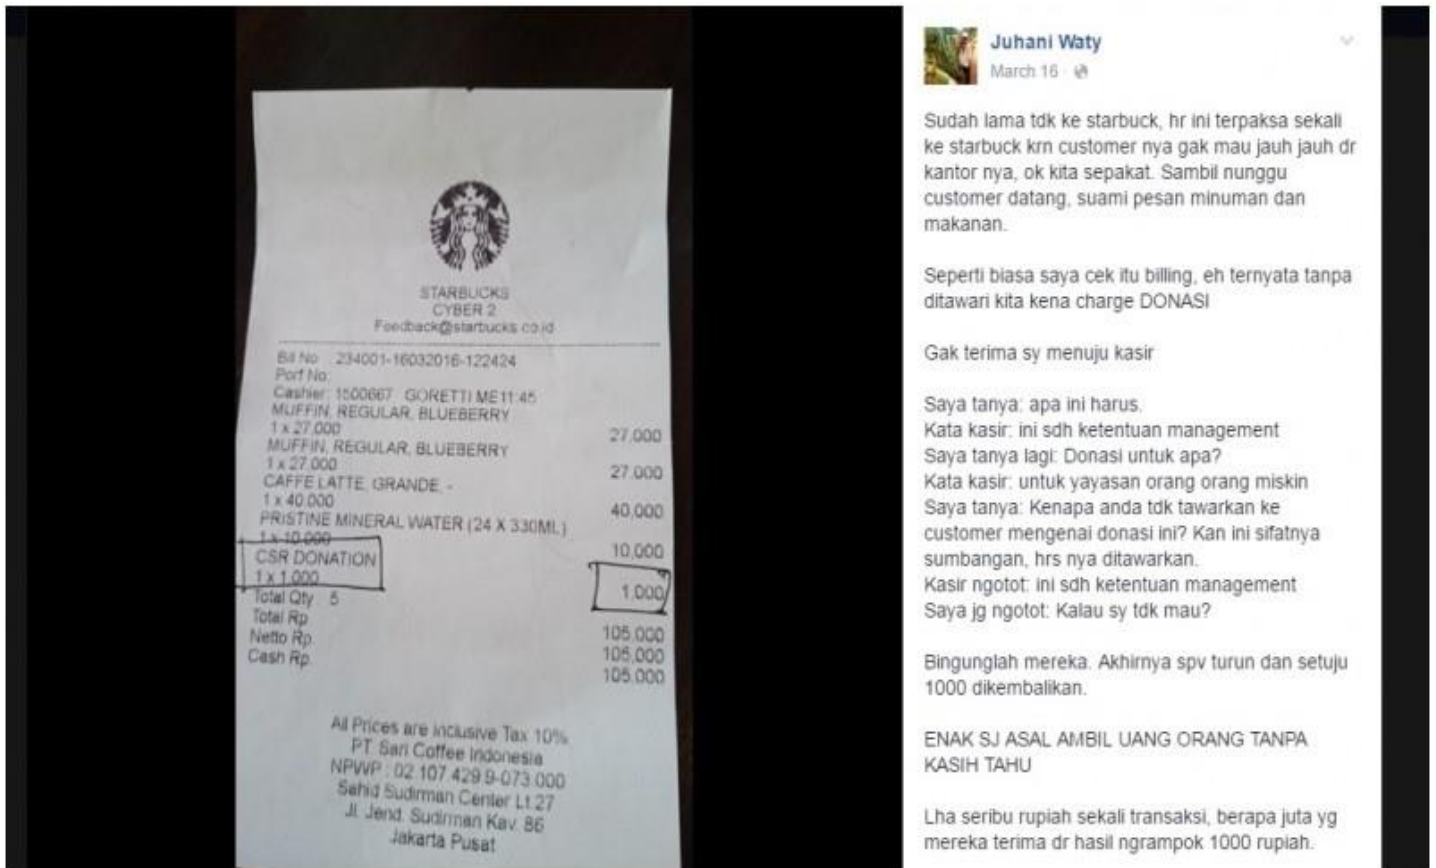 STARBUCKS
CYBER 2
Feedback@starbucks.co.id
Bill No 234001-16032016-122424
Porf No:
Cashier: 1500667 GORETTI ME11:45
MUFFIN, REGULAR, BLUEBERRY
1 x 27,000 27,000
MUFFIN, REGULAR, BLUEBERRY
1 x 27,000 27,000
CAFFE LATTE, GRANDE, -
1 x 40,000 40,000
PRISTINE MINERAL WATER (24 X 330ML)
1 x 10,000 10,000
CSR DONATION
1 x 1,000 1,000
Total Qty 5
Total Rp 105,000
Netto Rp. 105,000
Cash Rp. 105,000
All Prices are Inclusive Tax 10%
PT. Sari Coffee Indonesia
NPWP : 02.107.429.9-073.000
Sahid Sudirman Center Lt.27
Jl. Jend. Sudirman Kav. 86
Jakarta Pusat
Juhani Waty
March 16
Sudah lama tdk ke starbuck, hr ini terpaksa sekali
ke starbuck krn customer nya gak mau jauh jauh dr
kantor nya, ok kita sepakat. Sambil nunggu
customer datang, suami pesan minuman dan
makanan.
Seperti biasa saya cek itu billing, eh ternyata tanpa
ditawari kita kena charge DONASI
Gak terima sy menuju kasir
Saya tanya: apa ini harus.
Kata kasir: ini sdh ketentuan management
Saya tanya lagi: Donasi untuk apa?
Kata kasir: untuk yayasan orang orang miskin
Saya tanya: Kenapa anda tdk tawarkan ke
customer mengenai donasi ini? Kan ini sifatnya
sumbangan, hrs nya ditawarkan.
Kasir ngotot: ini sdh ketentuan management
Saya jg ngotot: Kalau sy tdk mau?
Bingunglah mereka. Akhirnya spv turun dan setuju
1000 dikembalikan.
ENAK SJ ASAL AMBIL UANG ORANG TANPA
KASIH TAHU
Lha seribu rupiah sekali transaksi, berapa juta yg
mereka terima dr hasil ngrampok 1000 rupiah.